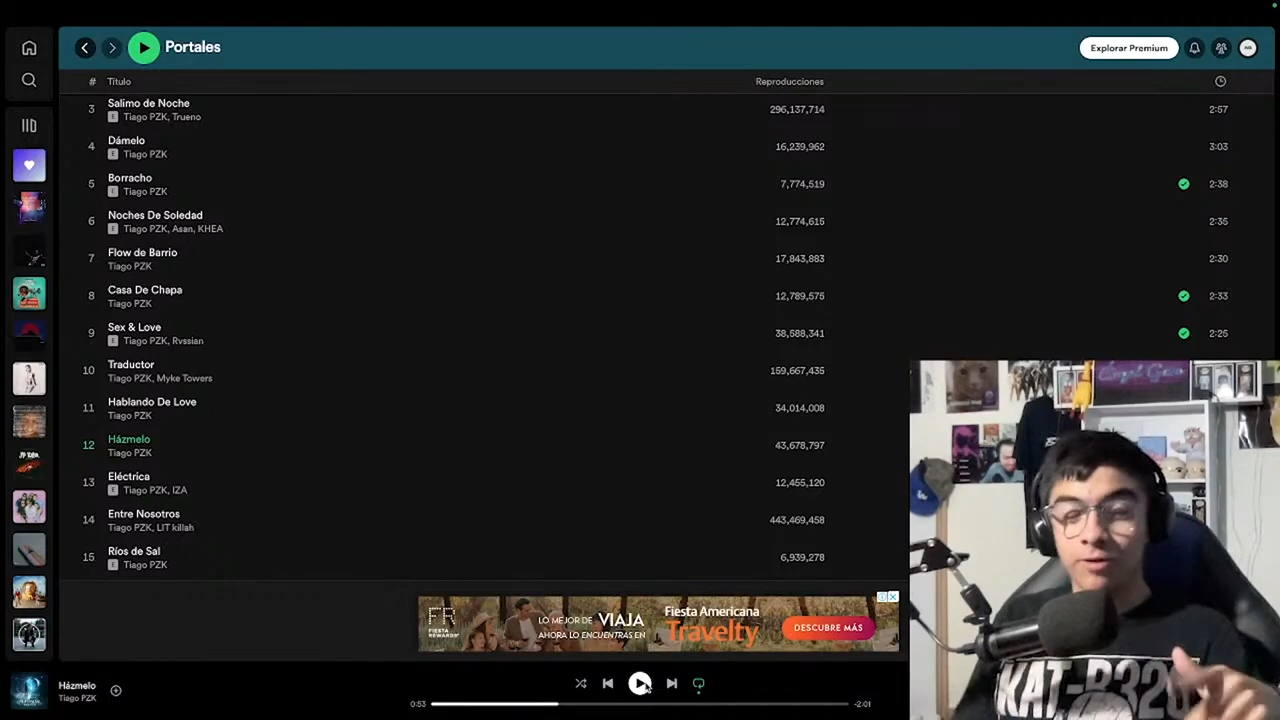 Portales
Explorar Premium
# Título Reproducciones
3 Salimo de Noche 296,137,714 2:57
E Tiago PZK, Trueno
4 Dámelo 16,239,962 3:03
E Tiago PZK
5 Borracho 7,774,519 2:38
E Tiago PZK
6 Noches De Soledad 12,774,615 2:35
E Tiago PZK, Asan, KHEA
7 Flow de Barrio 17,843,883 2:30
Tiago PZK
8 Casa De Chapa 12,789,575 2:33
Tiago PZK
9 Sex & Love 38,588,341 2:25
E Tiago PZK, Rvssian
10 Traductor 159,667,435
Tiago PZK, Myke Towers
11 Hablando De Love 34,014,008
Tiago PZK
12 Házmelo 43,678,797
Tiago PZK
13 Eléctrica 12,455,120
E Tiago PZK, IZA
14 Entre Nosotros 443,469,458
Tiago PZK, LIT killah
15 Ríos de Sal 6,939,278
E Tiago PZK
FR
FIESTA
REWARDS
LO MEJOR DE VIAJA
AHORA LO ENCUENTRAS EN
Fiesta Americana
Travelty
DESCUBRE MÁS
Házmelo
Tiago PZK
0:53 -2:01
KAT-B32